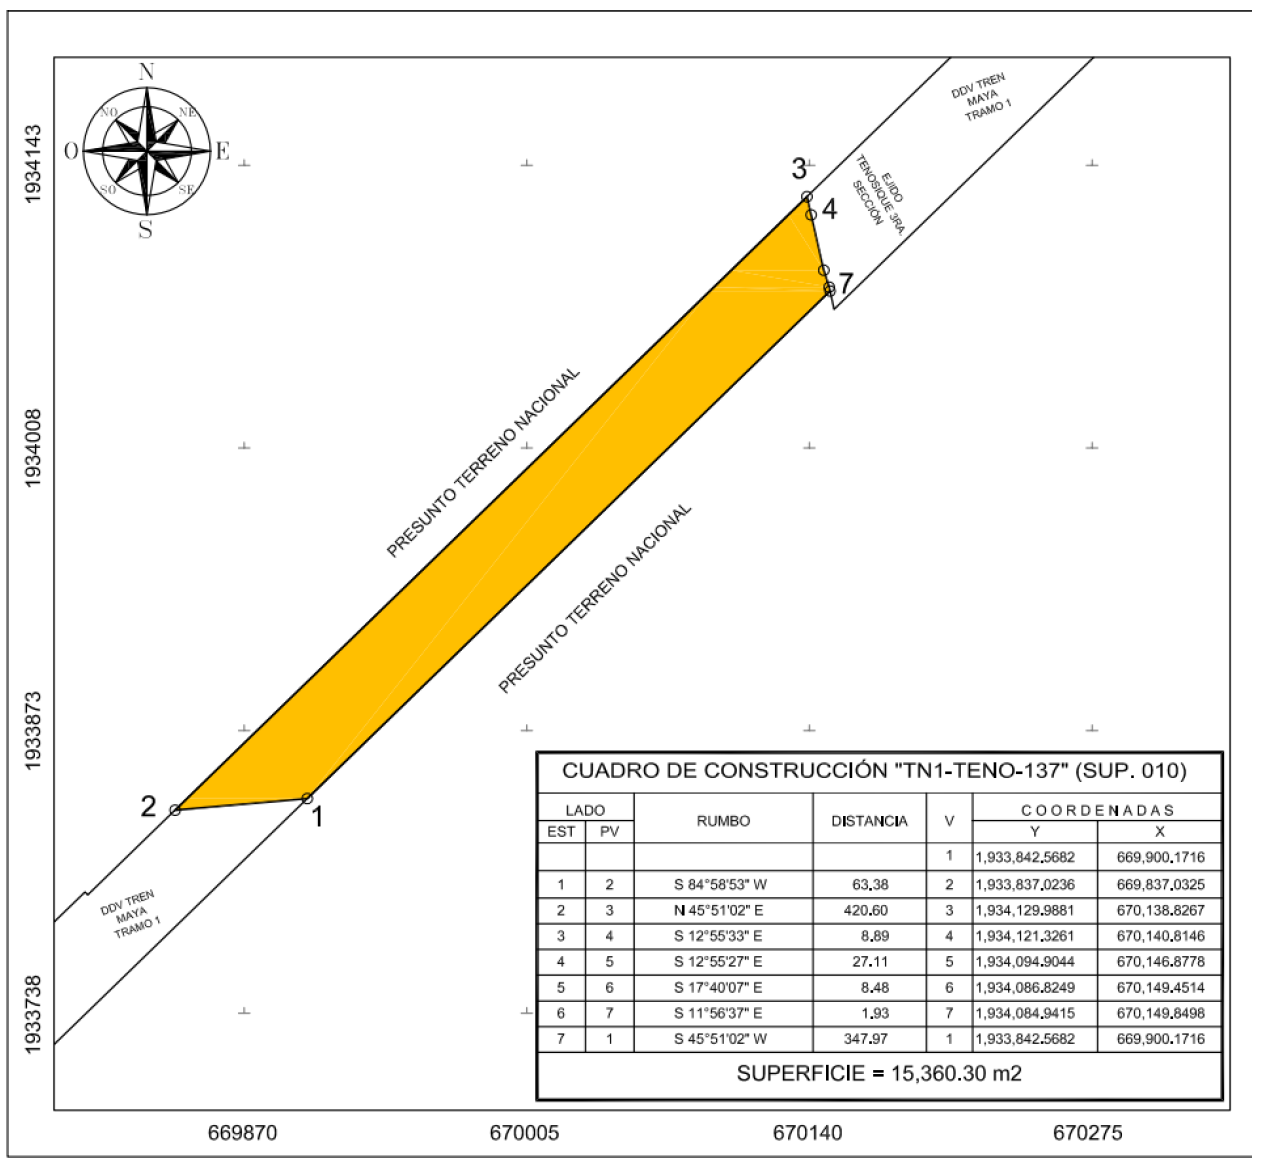 N
NO NE
O E
SO SE
S
1934143
1934008
1933873
1933738
DDV TREN
MAYA
TRAMO 1
EJIDO
TENOSIQUE 3RA.
SECCIÓN
3
4
7
PRESUNTO TERRENO NACIONAL
PRESUNTO TERRENO NACIONAL
2
1
DDV TREN
MAYA
TRAMO 1
CUADRO DE CONSTRUCCIÓN "TN1-TENO-137" (SUP. 010)
LADO RUMBO DISTANCIA V COORDENADAS
EST PV Y X
1 1,933,842.5682 669,900.1716
1 2 S 84°58'53" W 63.38 2 1,933,837.0236 669,837.0325
2 3 N 45°51'02" E 420.60 3 1,934,129.9881 670,138.8267
3 4 S 12°55'33" E 8.89 4 1,934,121.3261 670,140.8146
4 5 S 12°55'27" E 27.11 5 1,934,094.9044 670,146.8778
5 6 S 17°40'07" E 8.48 6 1,934,086.8249 670,149.4514
6 7 S 11°56'37" E 1.93 7 1,934,084.9415 670,149.8498
7 1 S 45°51'02" W 347.97 1 1,933,842.5682 669,900.1716
SUPERFICIE = 15,360.30 m2
669870 670005 670140 670275